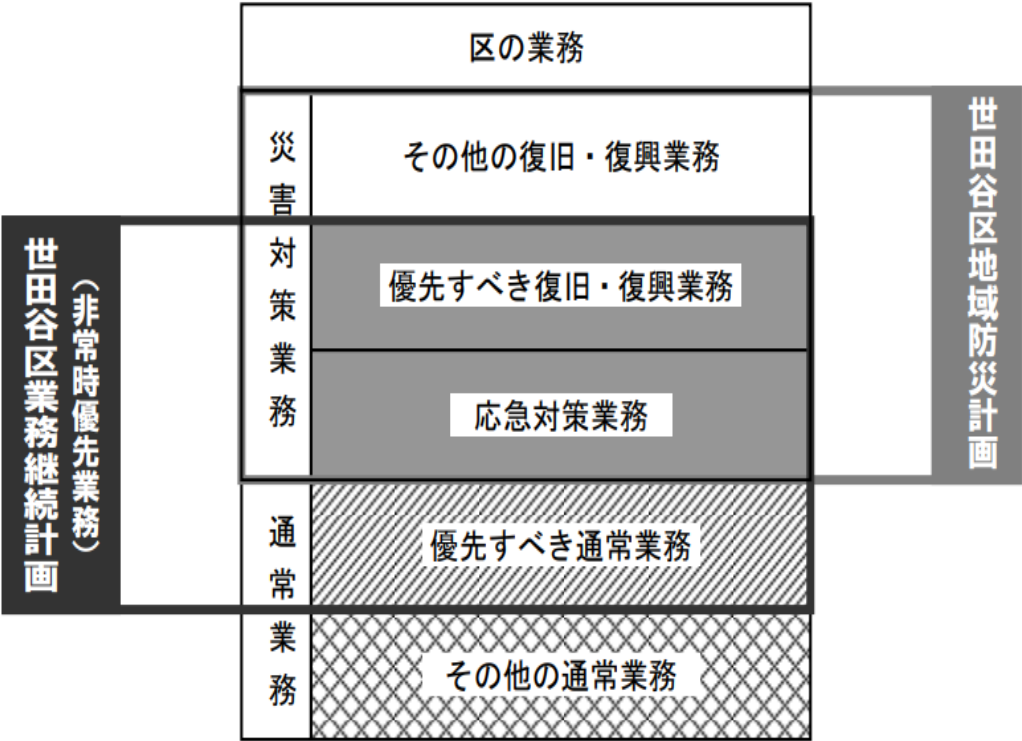 区の業務
災害対策業務
その他の復旧・復興業務
優先すべき復旧・復興業務
応急対策業務
通常業務
優先すべき通常業務
その他の通常業務
世田谷区業務継続計画
（非常時優先業務）
世田谷区地域防災計画